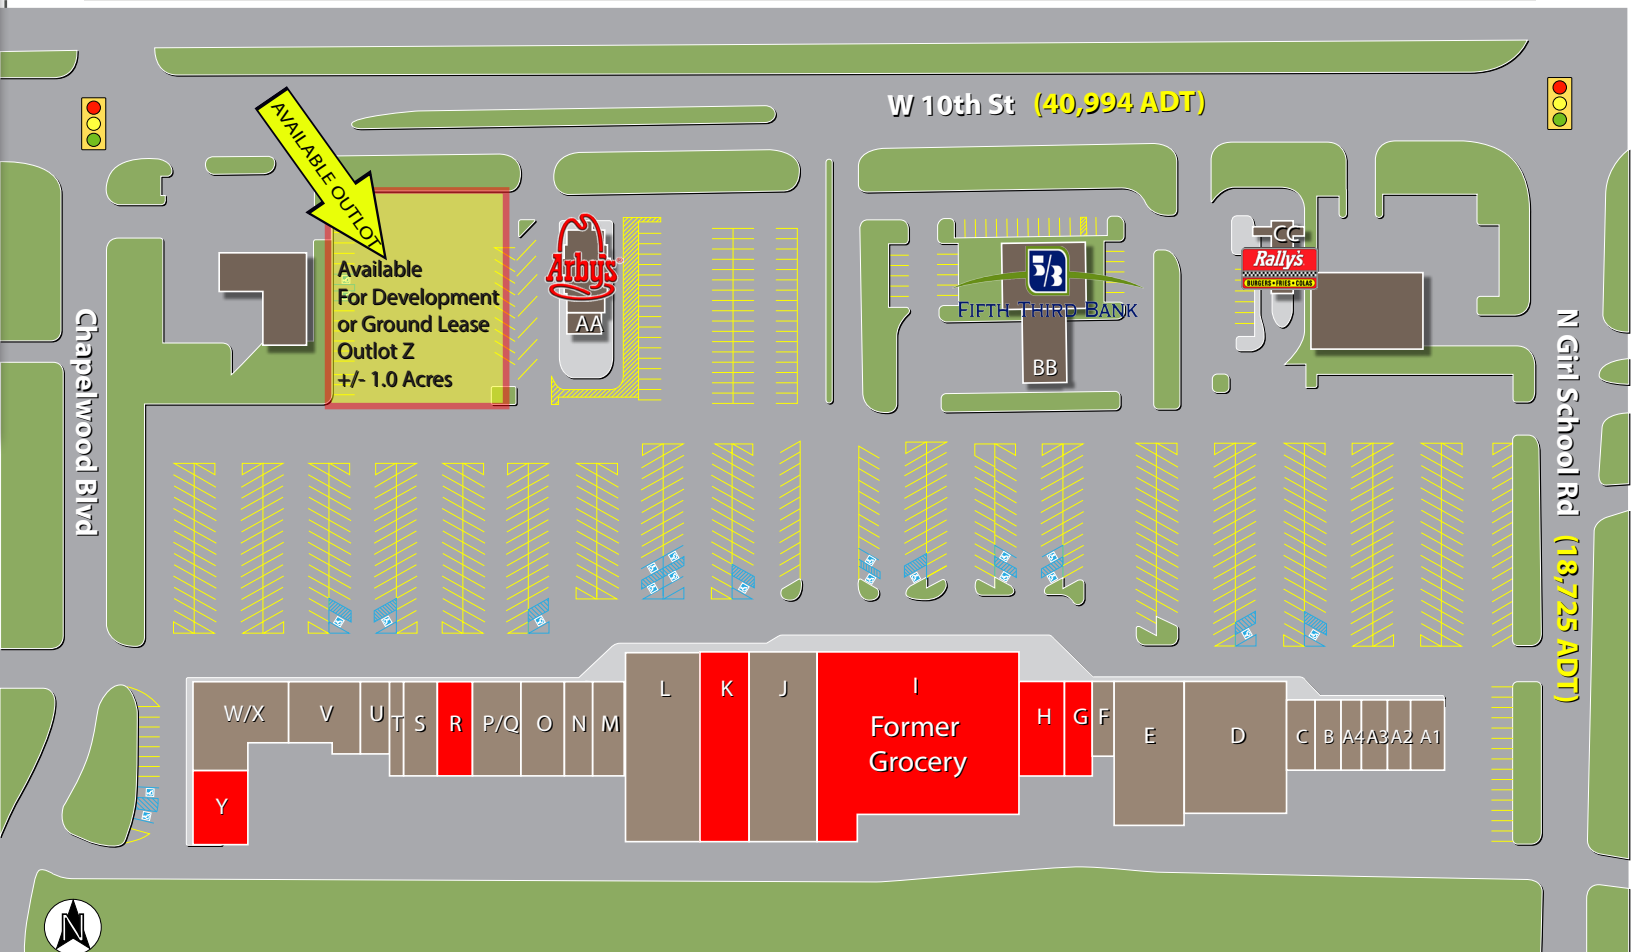 W 10th St (40,994 ADT)
AVAILABLE OUTLOT
Available
For Development
or Ground Lease
Outlot Z
+/- 1.0 Acres
Arby's
AA
5/3
FIFTH THIRD BANK
BB
CC
Rally's
BURGERS • FRIES • COLAS
Chapelwood Blvd
N Girl School Rd (18,725 ADT)
W/X
V
U
T
S
R
P/Q
O
N
M
L
K
J
I
Former
Grocery
H
G
F
E
D
C
B
A4
A3
A2
A1
Y
N